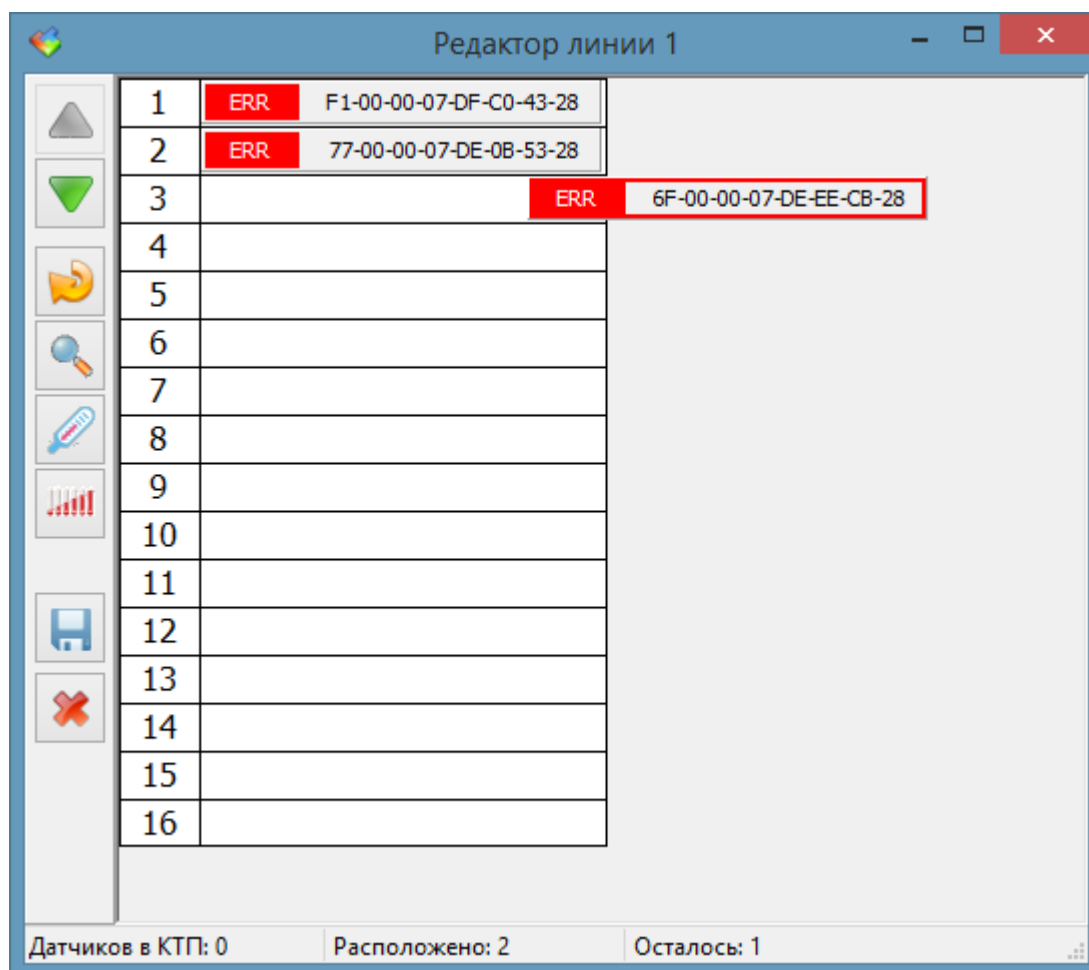 Редактор линии 1
1 ERR F1-00-00-07-DF-C0-43-28
2 ERR 77-00-00-07-DE-0B-53-28
3 ERR 6F-00-00-07-DE-EE-CB-28
4
5
6
7
8
9
10
11
12
13
14
15
16
Датчиков в КТП: 0 Расположено: 2 Осталось: 1